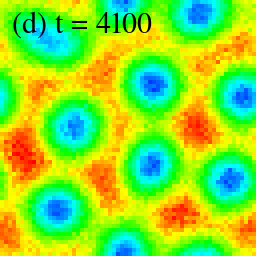 (d) t = 4100